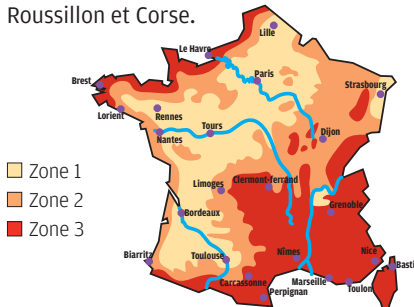 Roussillon et Corse.
Lille
Le Havre
Paris
Brest
Strasbourg
Rennes
Lorient
Tours
Dijon
Nantes
Zone 1
Limoges
Clermont-ferrand
Zone 2
Grenoble
Bordeaux
Zone 3
Nîmes
Nice
Biarritz
Toulouse
Basti
Marseille
Carcassonne
Toulon
Perpignan